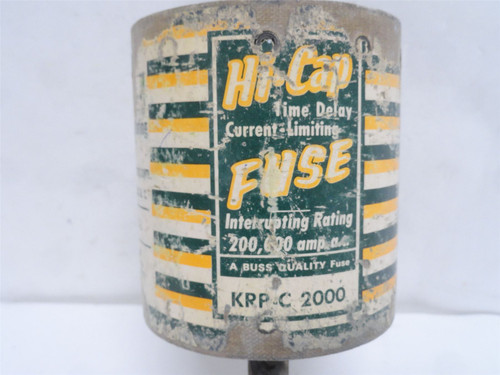 Hi-Cap
Time Delay
Current-Limiting
FUSE
Interrupting Rating
200,000 amp a...
A BUSS QUALITY Fuse
KRP-C 2000